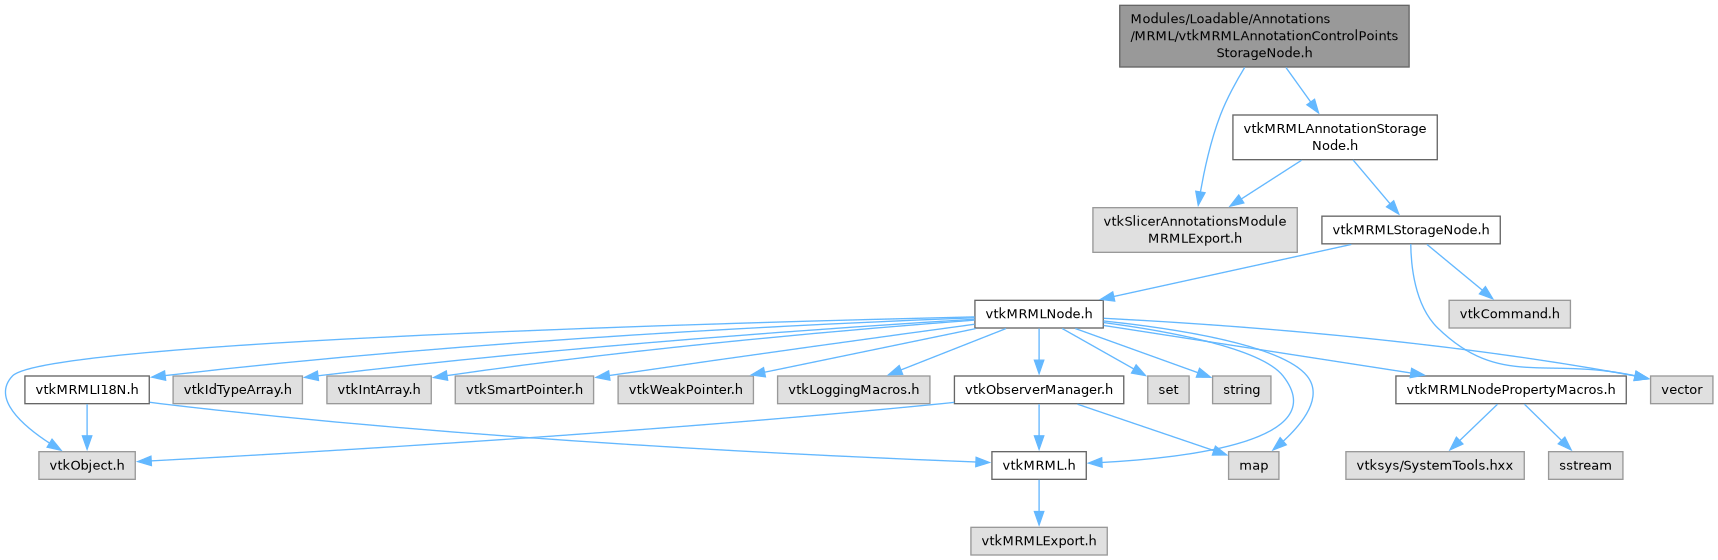 Modules/Loadable/Annotations
/MRML/vtkMRMLAnnotationControlPoints
StorageNode.h
vtkMRMLAnnotationStorage
Node.h
vtkSlicerAnnotationsModule
MRMLExport.h
vtkMRMLStorageNode.h
vtkMRMLNode.h
vtkCommand.h
vtkMRMLI18N.h
vtkIdTypeArray.h
vtkIntArray.h
vtkSmartPointer.h
vtkWeakPointer.h
vtkLoggingMacros.h
vtkObserverManager.h
set
string
vtkMRMLNodePropertyMacros.h
vector
vtkObject.h
vtkMRML.h
map
vtksys/SystemTools.hxx
sstream
vtkMRMLExport.h